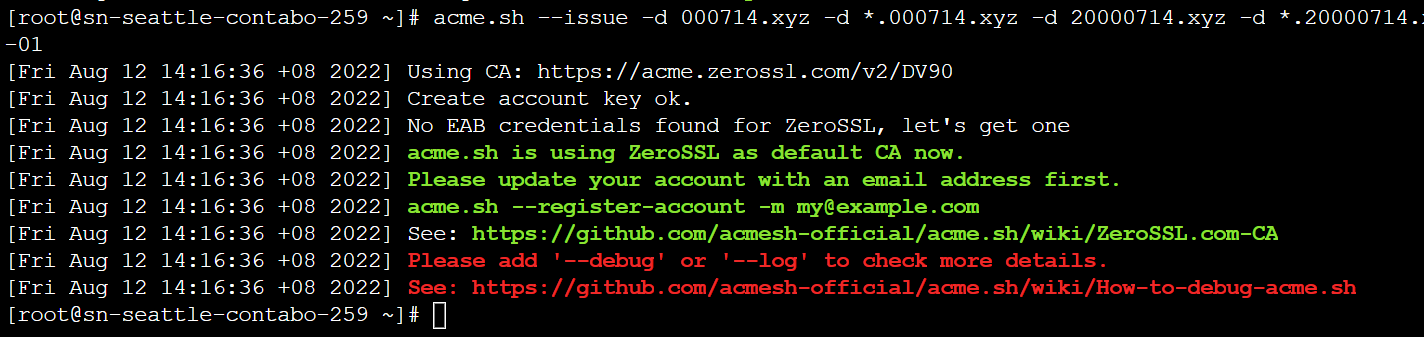 [root@sn-seattle-contabo-259 ~]# acme.sh --issue -d 000714.xyz -d *.000714.xyz -d 20000714.xyz -d *.20000714.x
-01
[Fri Aug 12 14:16:36 +08 2022] Using CA: https://acme.zerossl.com/v2/DV90
[Fri Aug 12 14:16:36 +08 2022] Create account key ok.
[Fri Aug 12 14:16:36 +08 2022] No EAB credentials found for ZeroSSL, let's get one
[Fri Aug 12 14:16:36 +08 2022] acme.sh is using ZeroSSL as default CA now.
[Fri Aug 12 14:16:36 +08 2022] Please update your account with an email address first.
[Fri Aug 12 14:16:36 +08 2022] acme.sh --register-account -m my@example.com
[Fri Aug 12 14:16:36 +08 2022] See: https://github.com/acmesh-official/acme.sh/wiki/ZeroSSL.com-CA
[Fri Aug 12 14:16:36 +08 2022] Please add '--debug' or '--log' to check more details.
[Fri Aug 12 14:16:36 +08 2022] See: https://github.com/acmesh-official/acme.sh/wiki/How-to-debug-acme.sh
[root@sn-seattle-contabo-259 ~]#